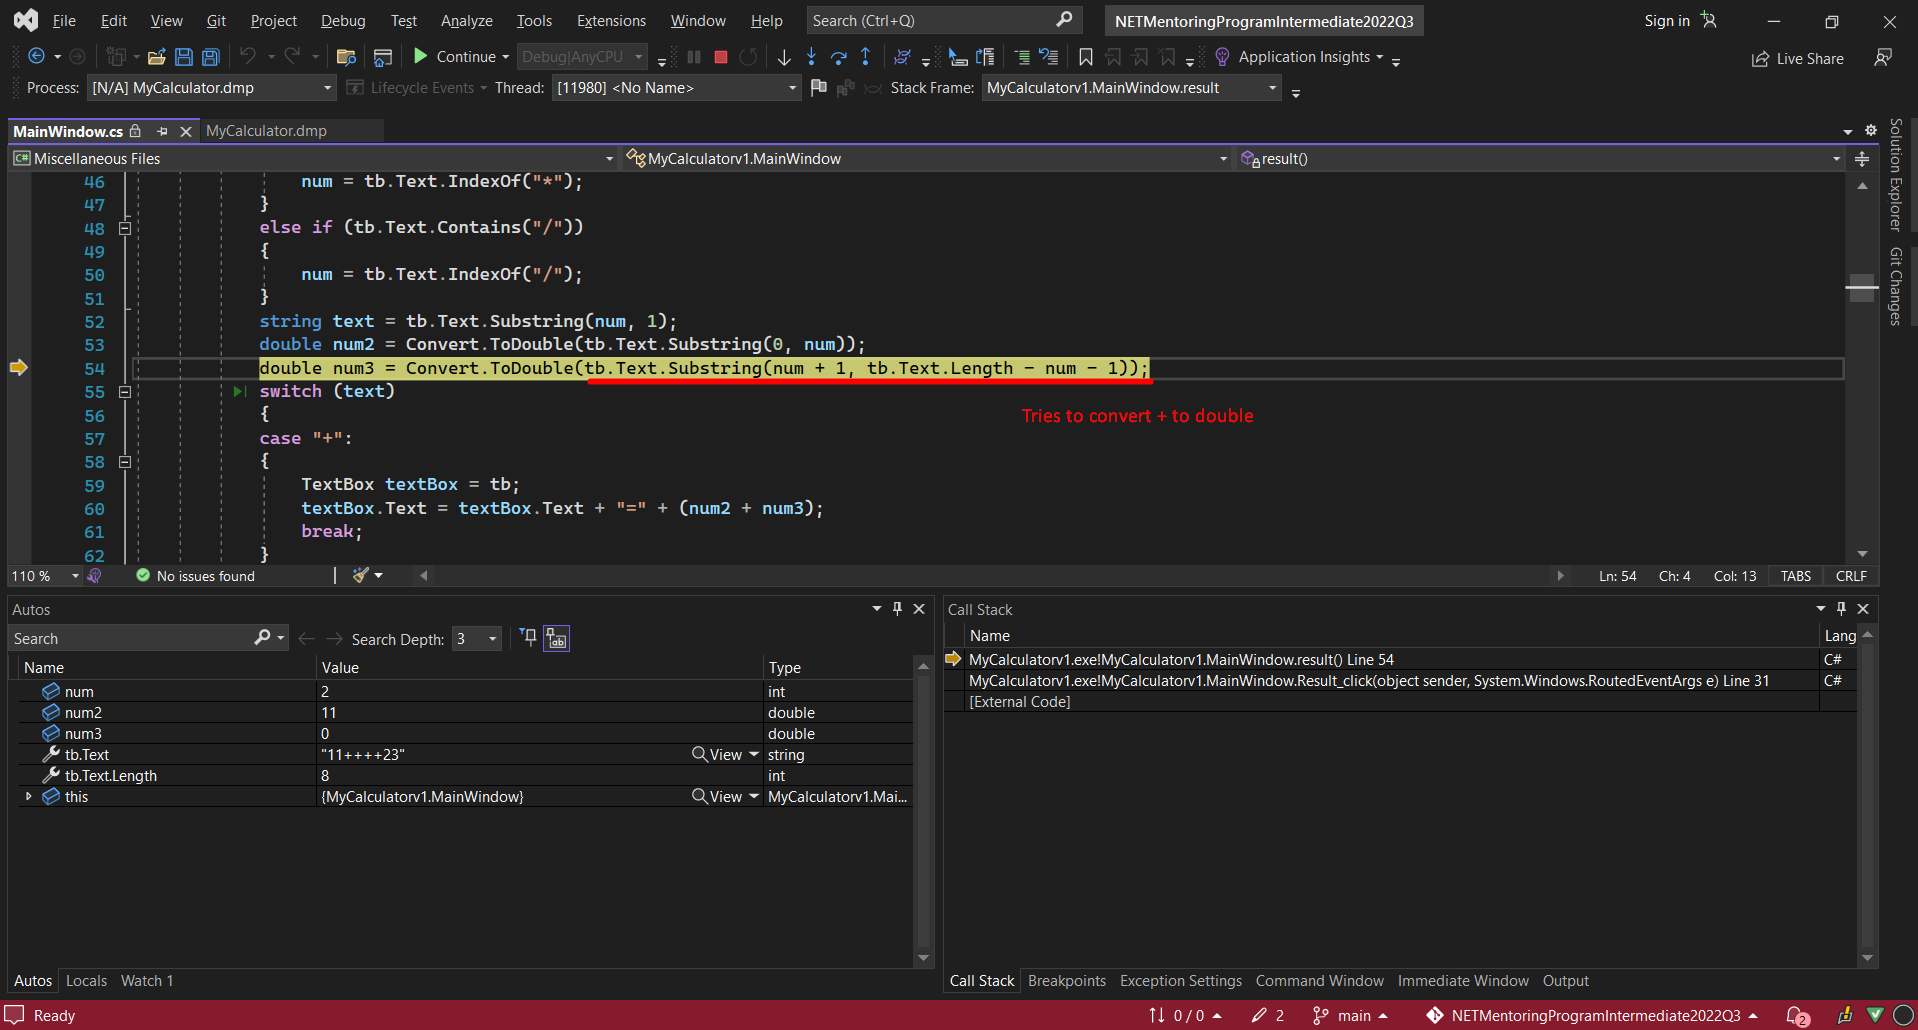 File Edit View Git Project Debug Test Analyze Tools Extensions Window Help Search (Ctrl+Q) NETMentoringProgramIntermediate2022Q3 Sign in
Continue Debug|AnyCPU Application Insights Live Share
Process: [N/A] MyCalculator.dmp Lifecycle Events Thread: [11980] <No Name> Stack Frame: MyCalculatorv1.MainWindow.result
MainWindow.cs MyCalculator.dmp
C# Miscellaneous Files MyCalculatorv1.MainWindow result()
46 num = tb.Text.IndexOf("*");
47 }
48 else if (tb.Text.Contains("/"))
49 {
50 num = tb.Text.IndexOf("/");
51 }
52 string text = tb.Text.Substring(num, 1);
53 double num2 = Convert.ToDouble(tb.Text.Substring(0, num));
54 double num3 = Convert.ToDouble(tb.Text.Substring(num + 1, tb.Text.Length - num - 1));
55 switch (text)
56 {
Tries to convert + to double
57 case "+":
58 {
59 TextBox textBox = tb;
60 textBox.Text = textBox.Text + "=" + (num2 + num3);
61 break;
62 }
110 % No issues found Ln: 54 Ch: 4 Col: 13 TABS CRLF
Solution Explorer
Git Changes
Autos
Search Search Depth: 3
Name Value Type
num 2 int
num2 11 double
num3 0 double
tb.Text "11++++23" View string
tb.Text.Length 8 int
this {MyCalculatorv1.MainWindow} View MyCalculatorv1.Mai...
Autos Locals Watch 1
Call Stack
Name Lang
MyCalculatorv1.exe!MyCalculatorv1.MainWindow.result() Line 54 C#
MyCalculatorv1.exe!MyCalculatorv1.MainWindow.Result_click(object sender, System.Windows.RoutedEventArgs e) Line 31 C#
[External Code]
Call Stack Breakpoints Exception Settings Command Window Immediate Window Output
Ready 0 / 0 2 main NETMentoringProgramIntermediate2022Q3 2